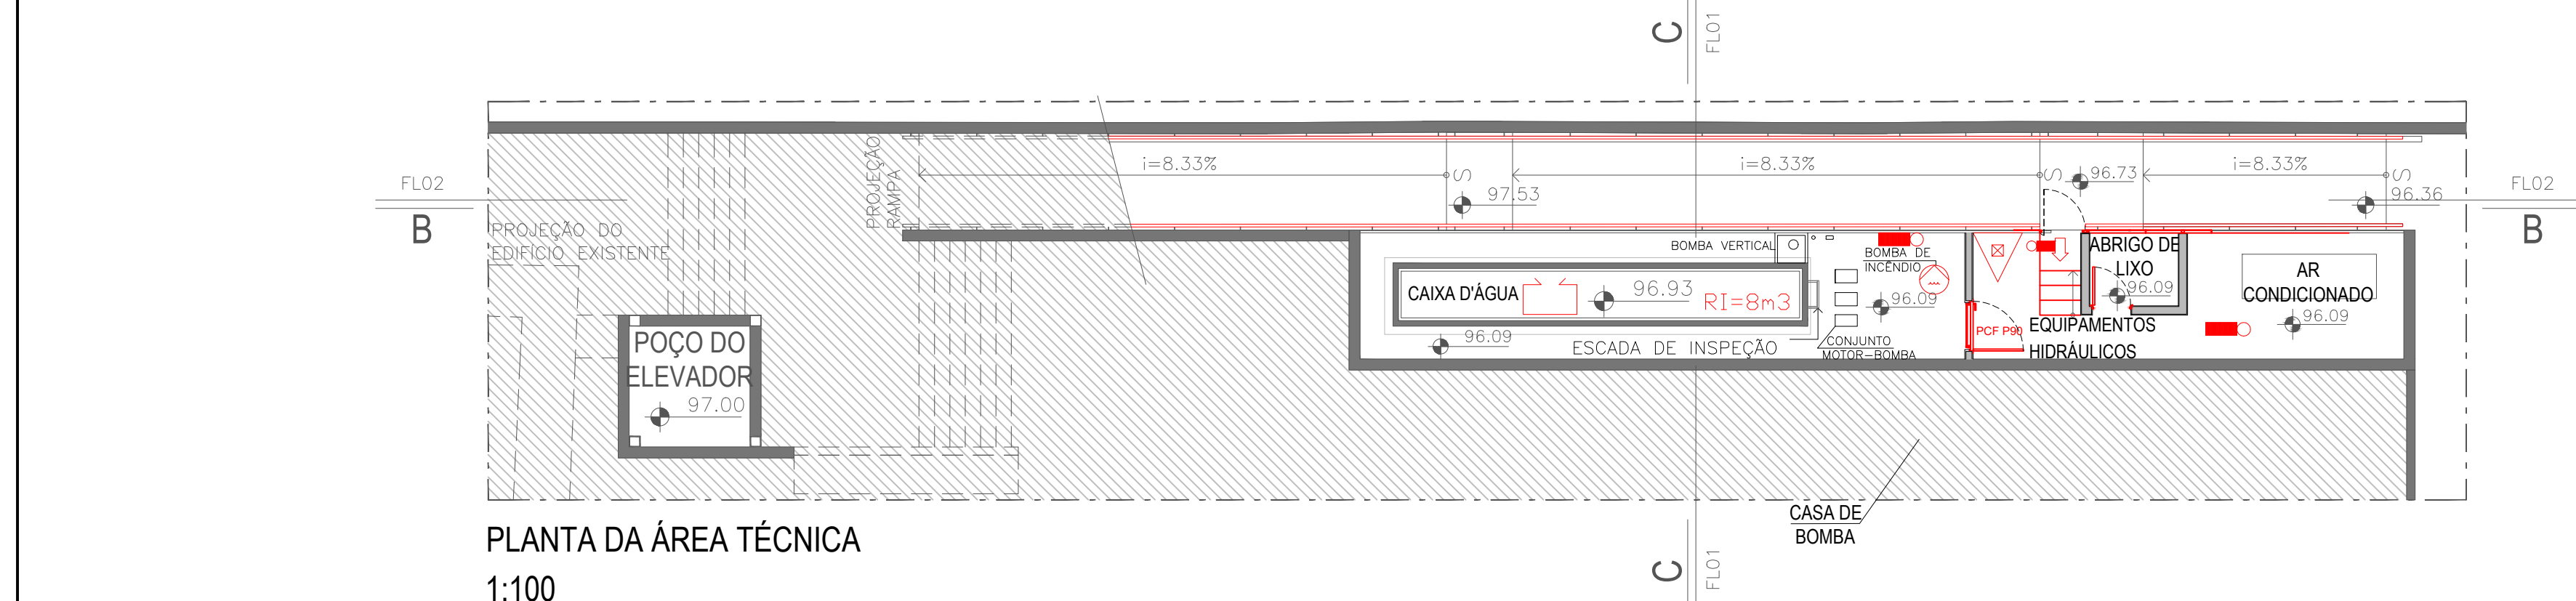 C
FL01
PROJEÇÃO
RAMPA
i=8.33%
S
97.53
i=8.33%
S
96.73
i=8.33%
S
96.36
FL02
B
FL02
B
PROJEÇÃO DO
EDIFÍCIO EXISTENTE
BOMBA VERTICAL
BOMBA DE
INCÊNDIO
ABRIGO DE
LIXO
96.09
AR
CONDICIONADO
96.09
CAIXA D'ÁGUA
96.93
RI=8m3
96.09
96.09
ESCADA DE INSPEÇÃO
CONJUNTO
MOTOR-BOMBA
PCF P90
EQUIPAMENTOS
HIDRÁULICOS
POÇO DO
ELEVADOR
97.00
CASA DE
BOMBA
PLANTA DA ÁREA TÉCNICA
1:100
C
FL01